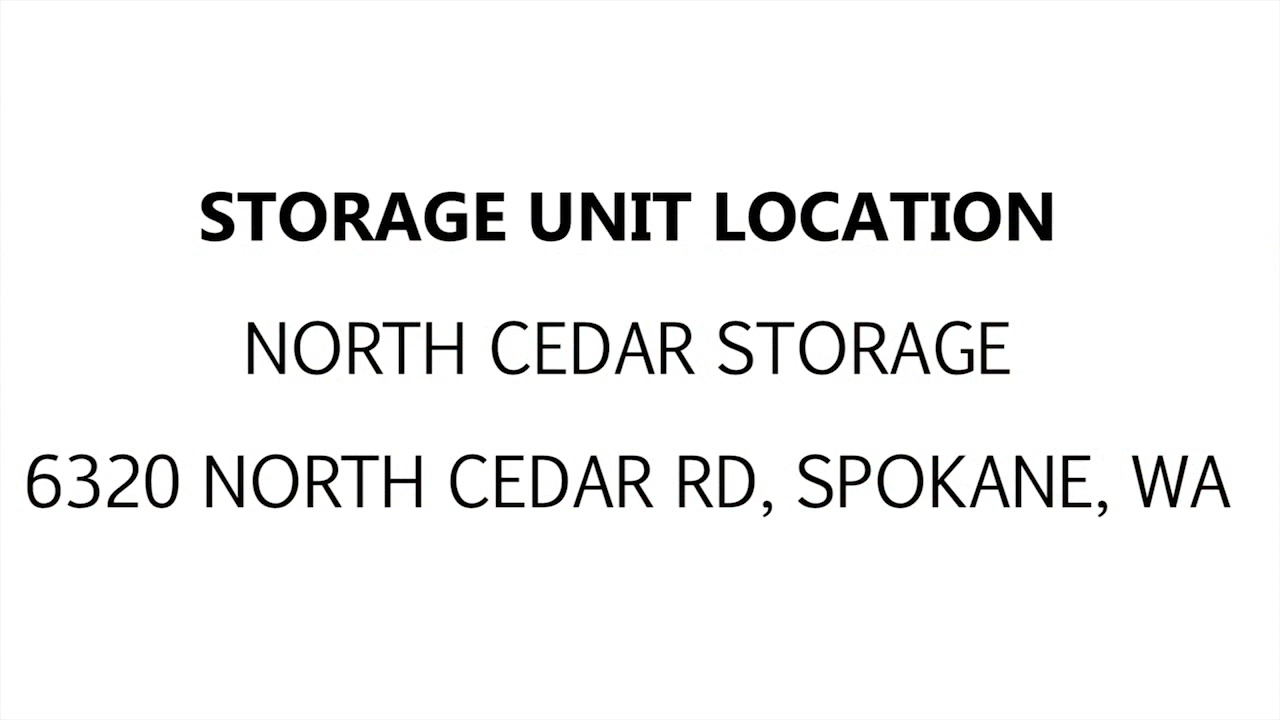 STORAGE UNIT LOCATION
NORTH CEDAR STORAGE
6320 NORTH CEDAR RD, SPOKANE, WA